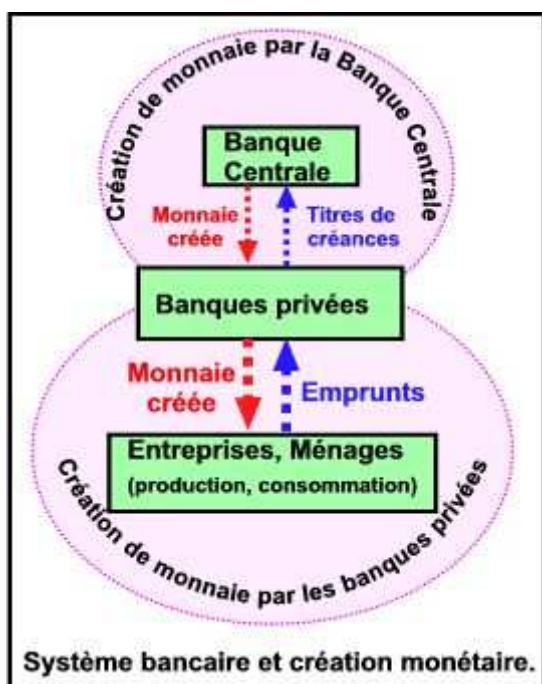 Création de monnaie par la Banque Centrale
Banque
Centrale
Monnaie
créée
Titres de
créances
Banques privées
Monnaie
créée
Emprunts
Entreprises, Ménages
(production, consommation)
Création de monnaie par les banques privées
Système bancaire et création monétaire.